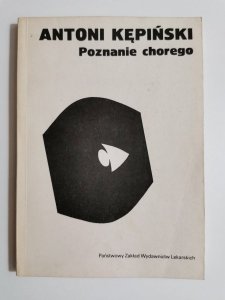 ANTONI KĘPIŃSKI
Poznanie chorego
Państwowy Zakład Wydawnictw Lekarskich